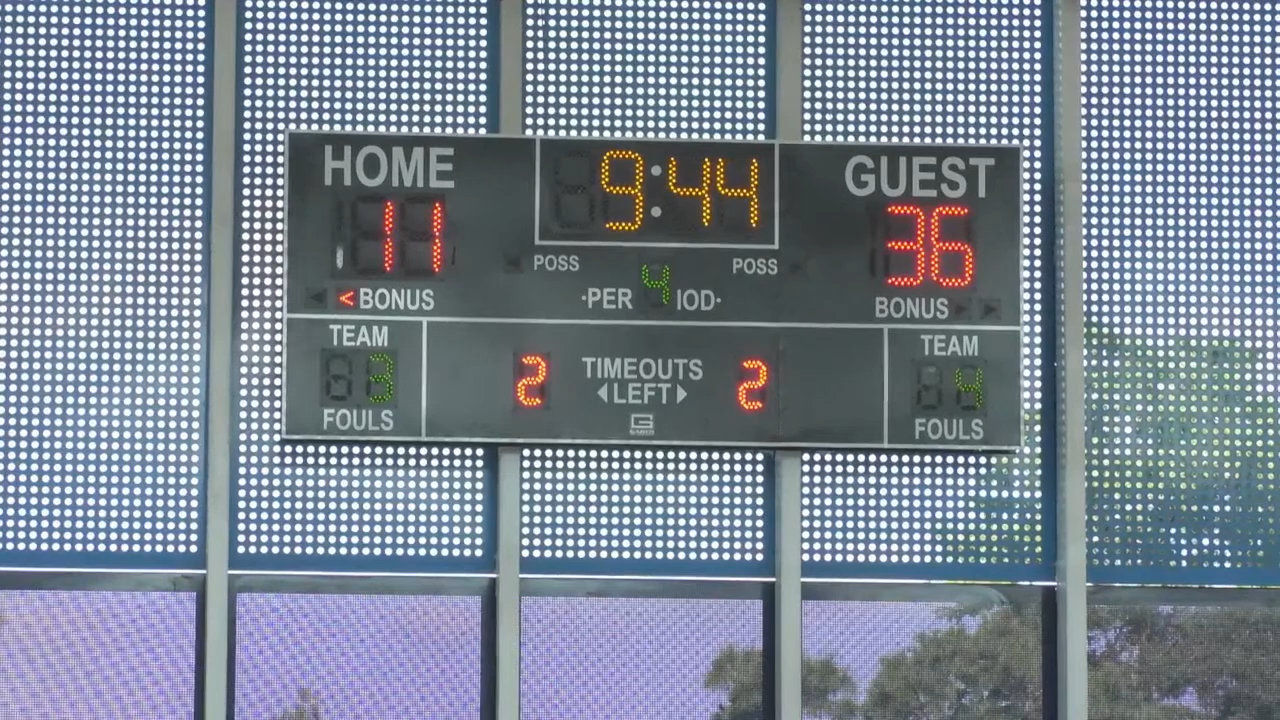 HOME
9:44
GUEST
11
36
POSS
POSS
<BONUS
·PER 4 IOD·
BONUS
TEAM
3
FOULS
2
TIMEOUTS
LEFT
2
TEAM
4
FOULS